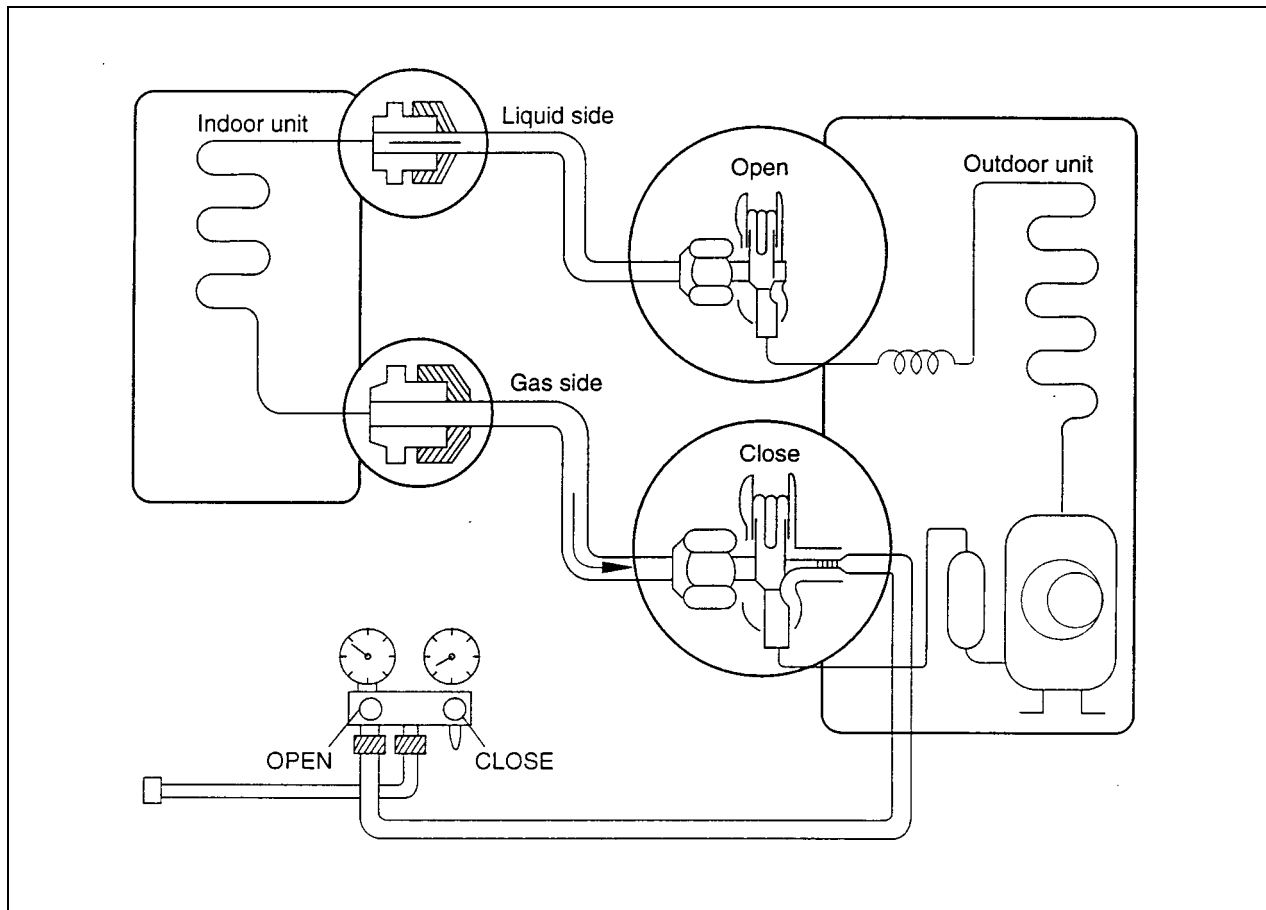 Indoor unit
Liquid side
Open
Outdoor unit
Gas side
Close
OPEN
CLOSE